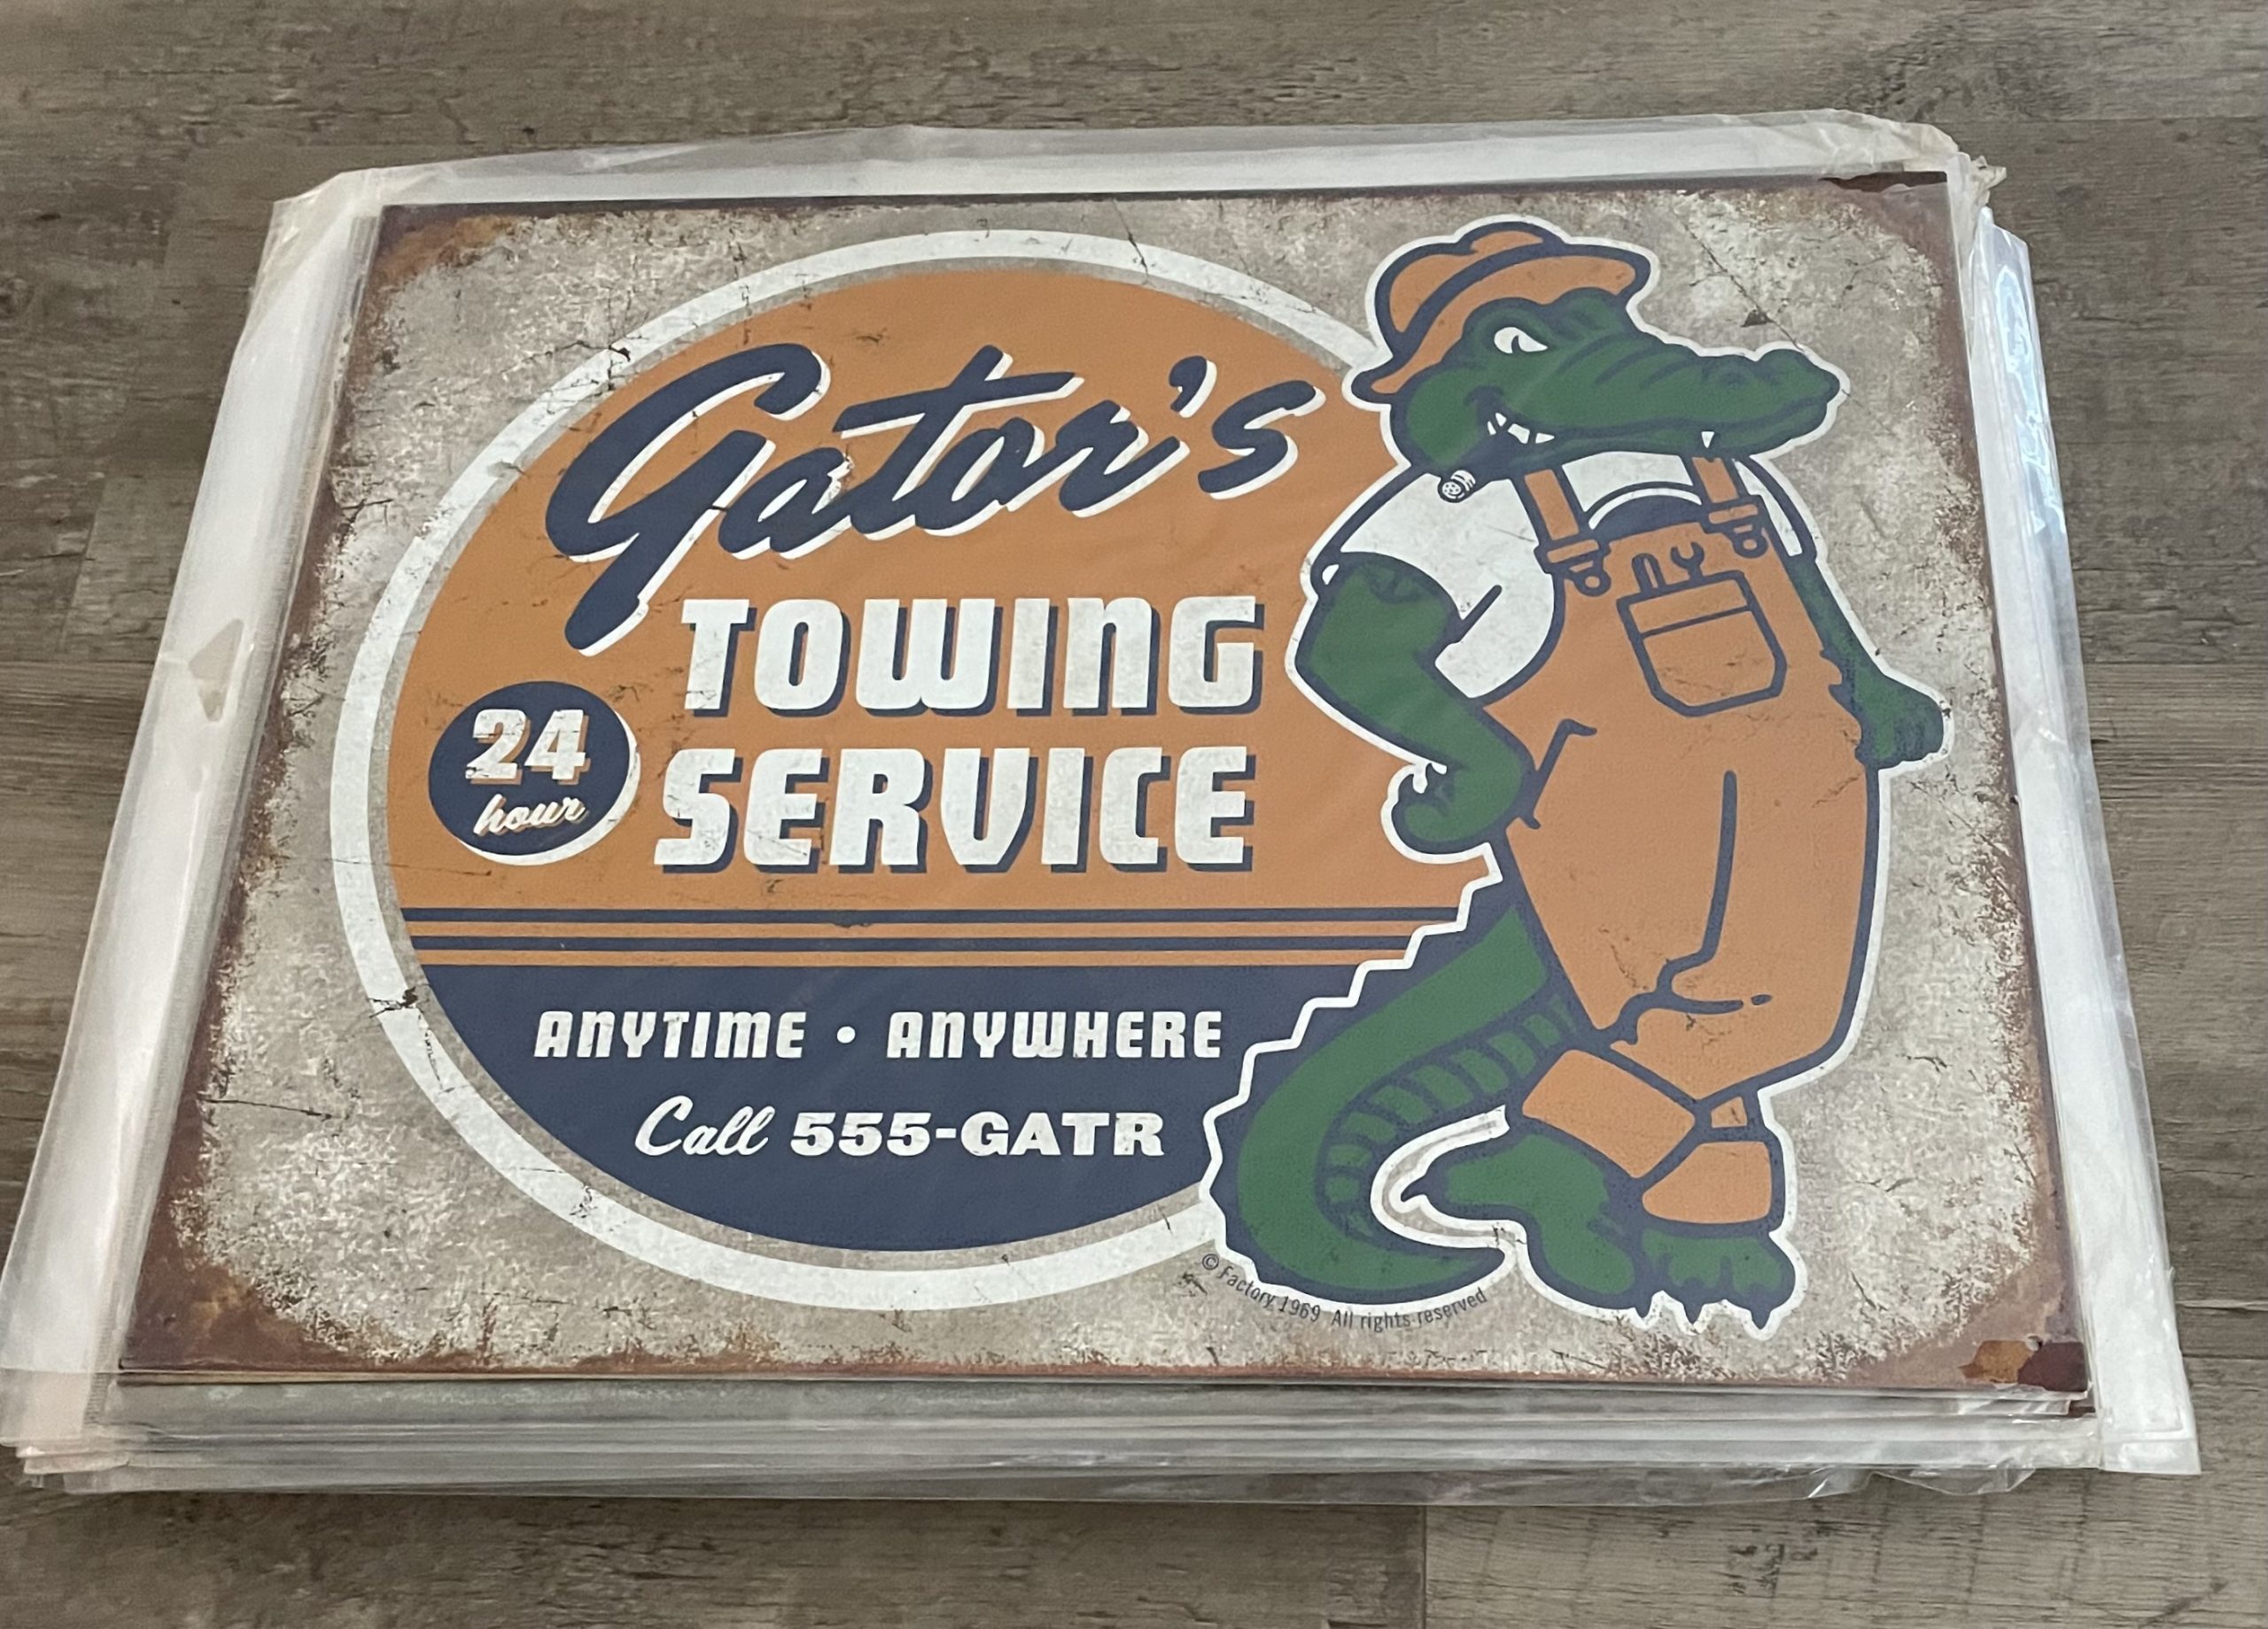 Gator's
TOWING
24
hour
SERVICE
ANYTIME • ANYWHERE
Call 555-GATR
© Factory 1969 All rights reserved